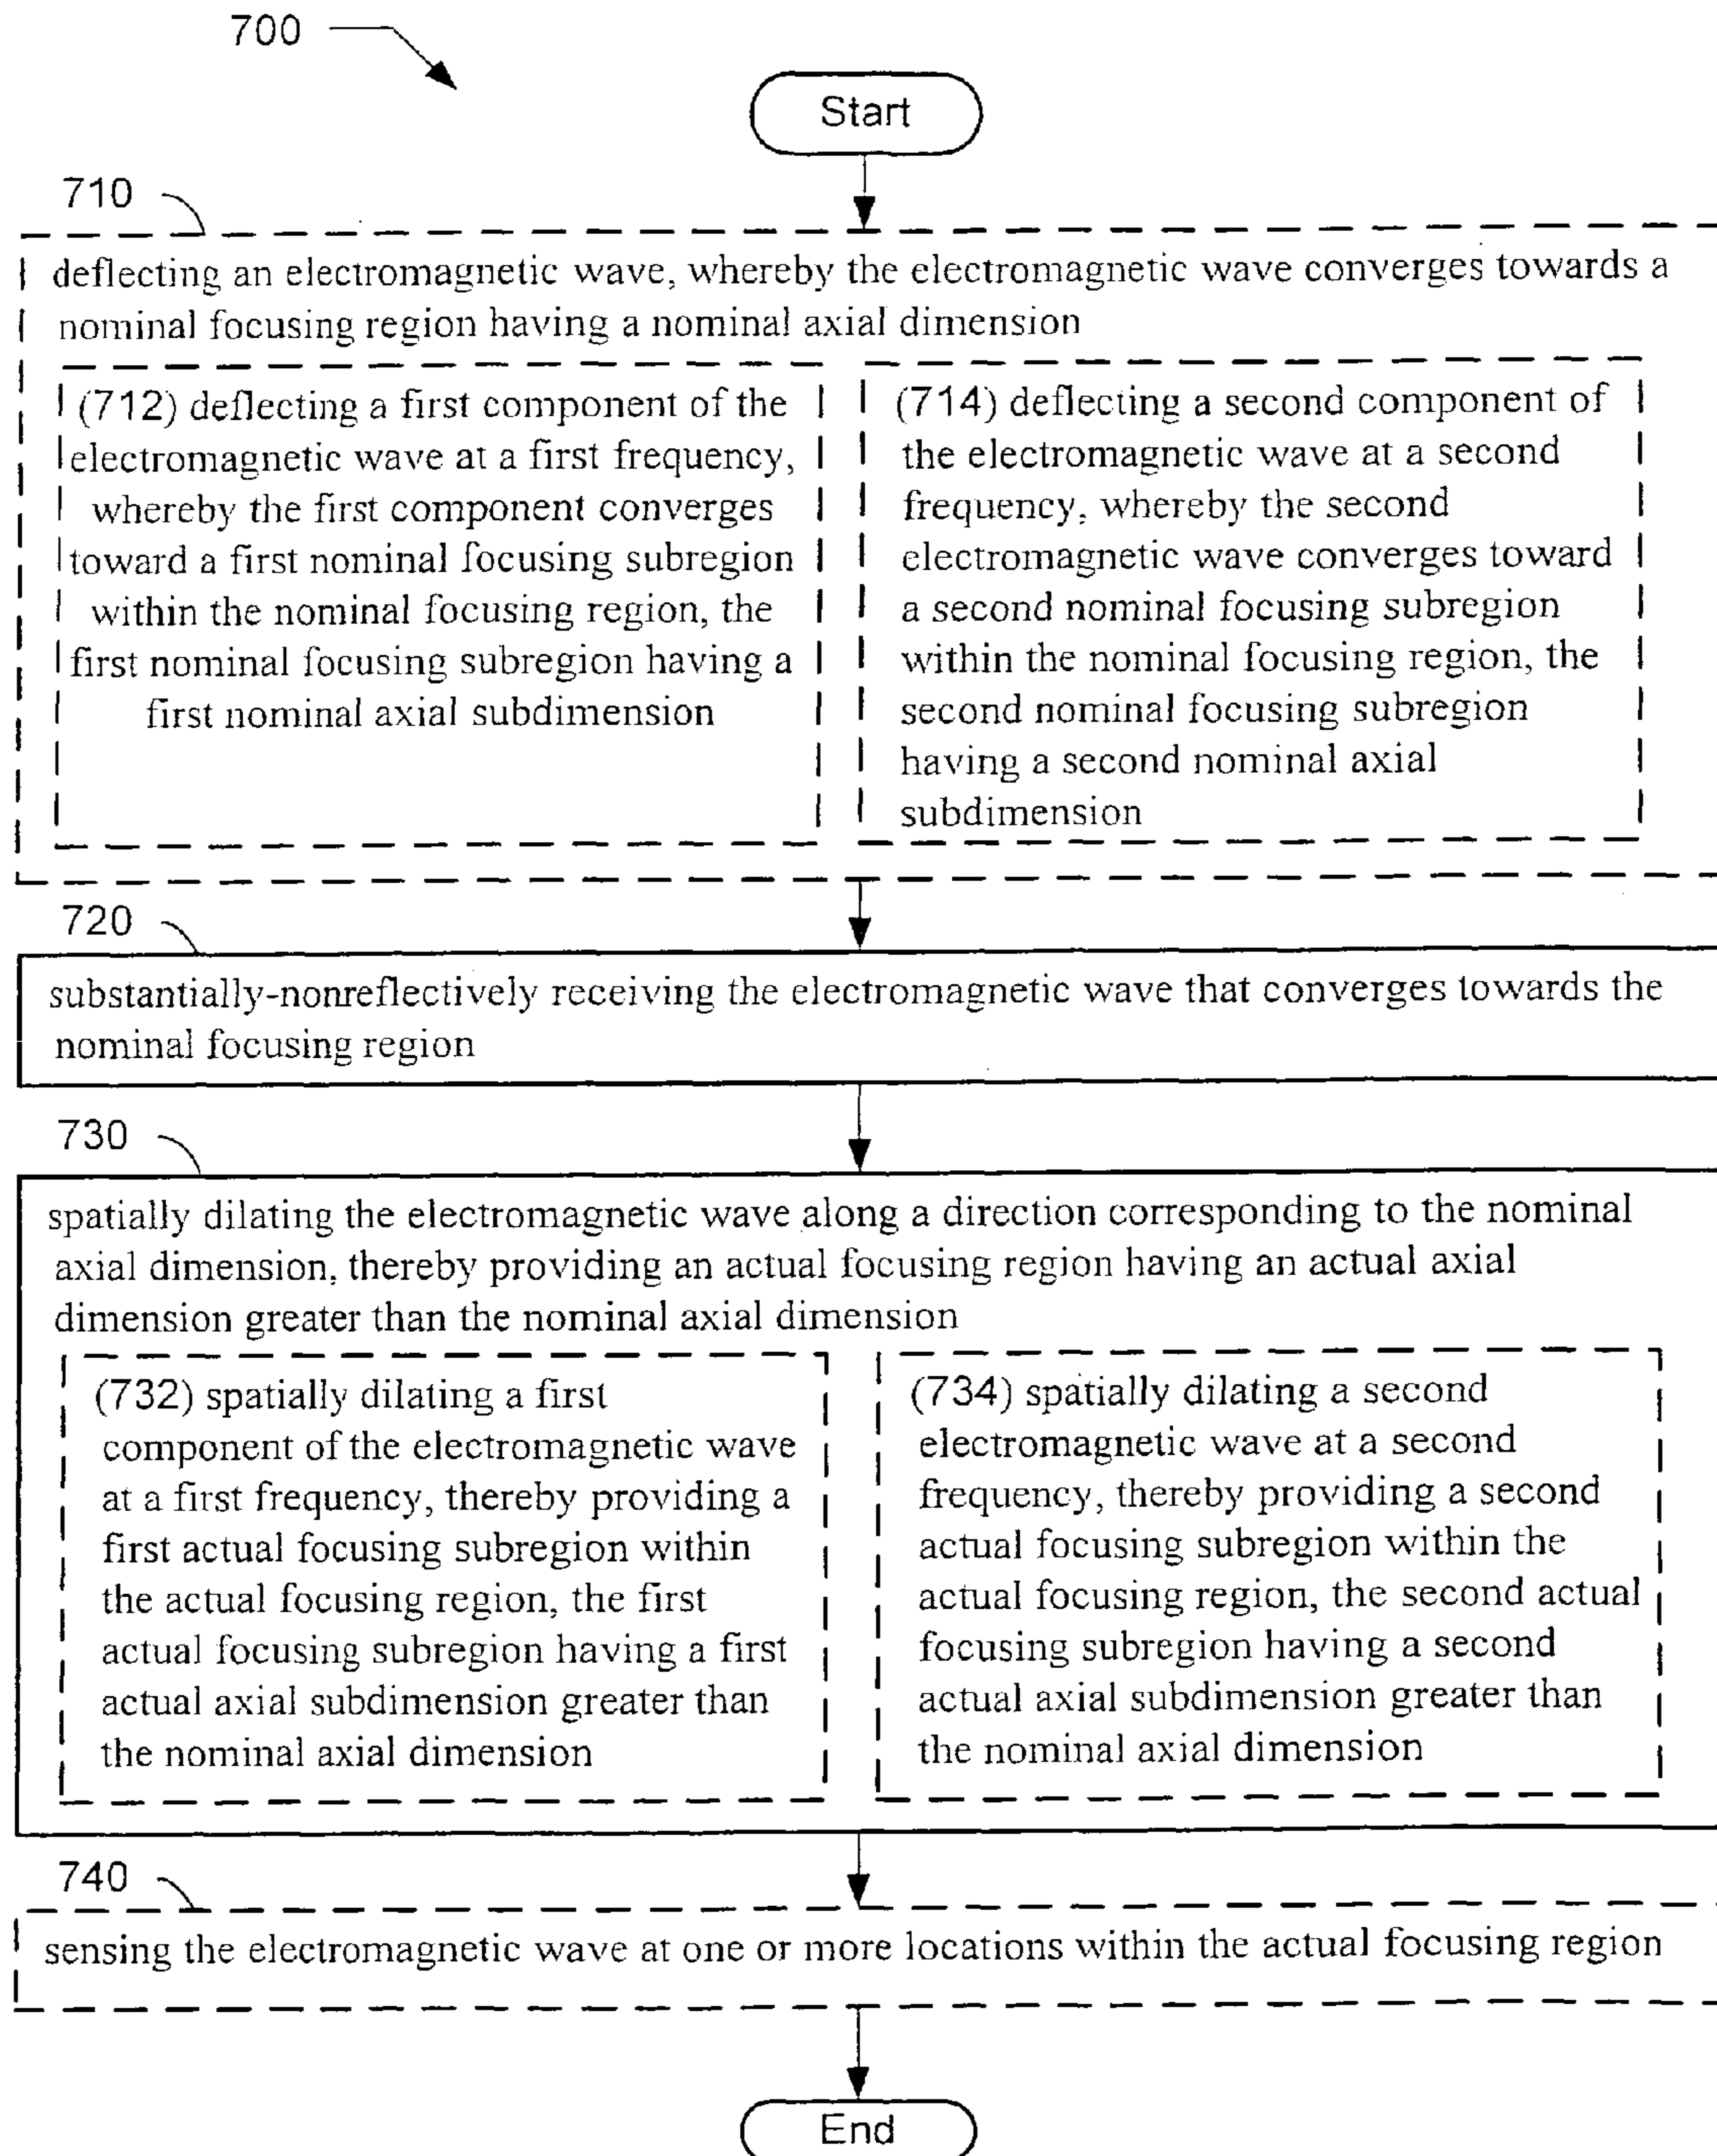 700
Start
710
deflecting an electromagnetic wave, whereby the electromagnetic wave converges towards a
nominal focusing region having a nominal axial dimension
(712) deflecting a first component of the
electromagnetic wave at a first frequency,
whereby the first component converges
toward a first nominal focusing subregion
within the nominal focusing region, the
first nominal focusing subregion having a
first nominal axial subdimension
(714) deflecting a second component of
the electromagnetic wave at a second
frequency, whereby the second
electromagnetic wave converges toward
a second nominal focusing subregion
within the nominal focusing region, the
second nominal focusing subregion
having a second nominal axial
subdimension
720
substantially-nonreflectively receiving the electromagnetic wave that converges towards the
nominal focusing region
730
spatially dilating the electromagnetic wave along a direction corresponding to the nominal
axial dimension, thereby providing an actual focusing region having an actual axial
dimension greater than the nominal axial dimension
(732) spatially dilating a first
component of the electromagnetic wave
at a first frequency, thereby providing a
first actual focusing subregion within
the actual focusing region, the first
actual focusing subregion having a first
actual axial subdimension greater than
the nominal axial dimension
(734) spatially dilating a second
electromagnetic wave at a second
frequency, thereby providing a second
actual focusing subregion within the
actual focusing region, the second actual
focusing subregion having a second
actual axial subdimension greater than
the nominal axial dimension
740
sensing the electromagnetic wave at one or more locations within the actual focusing region
End